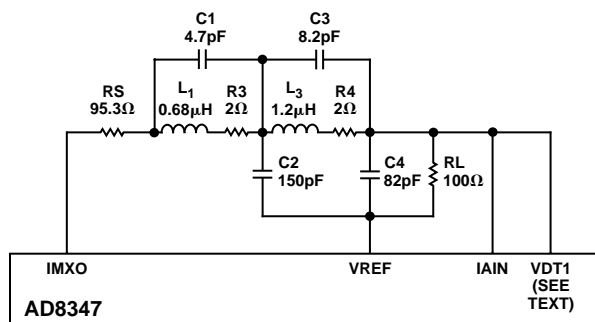 C1
4.7pF
C3
8.2pF
RS
95.3Ω
L1
0.68μH
R3
2Ω
L3
1.2μH
R4
2Ω
C2
150pF
C4
82pF
RL
100Ω
IMXO
VREF
IAIN
VDT1
(SEE
TEXT)
AD8347